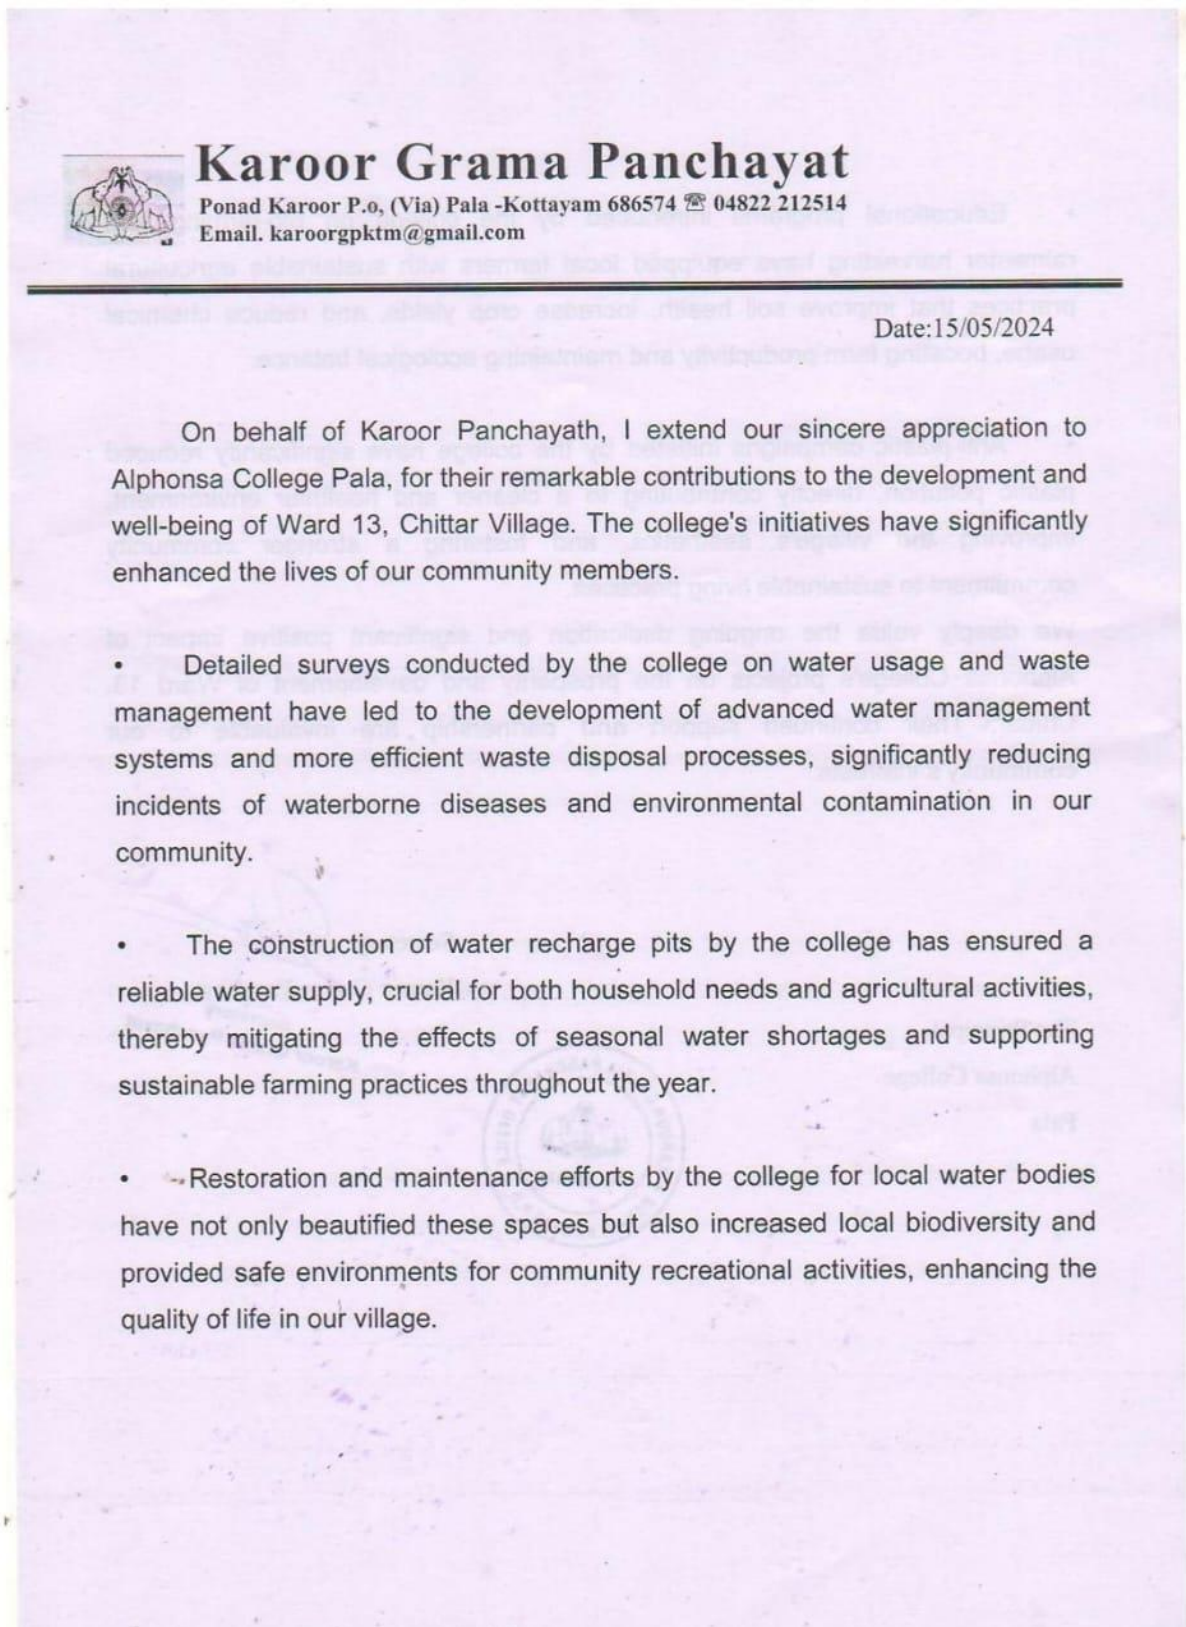 Karoor Grama Panchayat
Ponad Karoor P.o, (Via) Pala -Kottayam 686574 ☎ 04822 212514
Email. karoorgpktm@gmail.com
Date:15/05/2024
On behalf of Karoor Panchayath, I extend our sincere appreciation to
Alphonsa College Pala, for their remarkable contributions to the development and
well-being of Ward 13, Chittar Village. The college's initiatives have significantly
enhanced the lives of our community members.
• Detailed surveys conducted by the college on water usage and waste
management have led to the development of advanced water management
systems and more efficient waste disposal processes, significantly reducing
incidents of waterborne diseases and environmental contamination in our
community.
• The construction of water recharge pits by the college has ensured a
reliable water supply, crucial for both household needs and agricultural activities,
thereby mitigating the effects of seasonal water shortages and supporting
sustainable farming practices throughout the year.
• Restoration and maintenance efforts by the college for local water bodies
have not only beautified these spaces but also increased local biodiversity and
provided safe environments for community recreational activities, enhancing the
quality of life in our village.